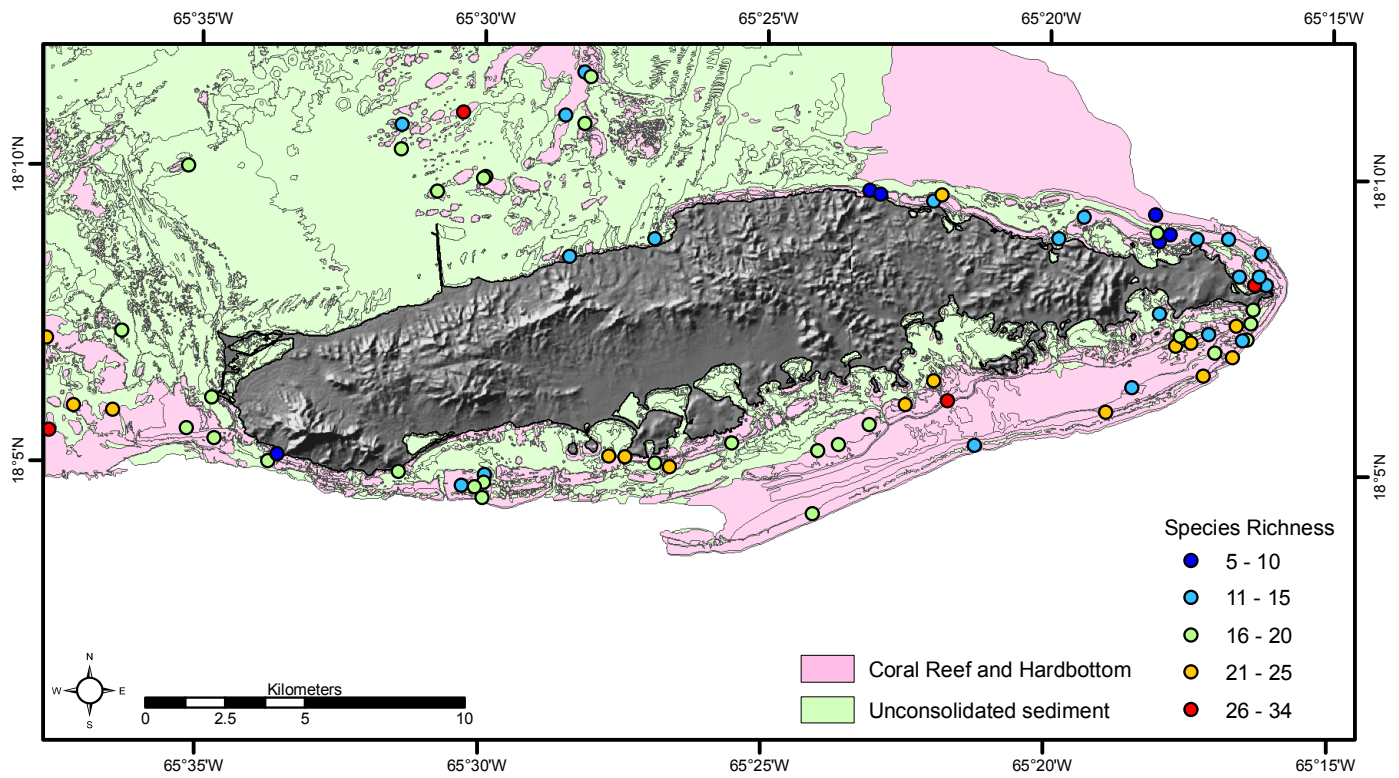 65°35'W 65°30'W 65°25'W 65°20'W 65°15'W
18°10'N 18°10'N
18°5'N 18°5'N
Species Richness
5 - 10
11 - 15
16 - 20
21 - 25
26 - 34
Coral Reef and Hardbottom
Unconsolidated sediment
N
W E
S
Kilometers
0 2.5 5 10
65°35'W 65°30'W 65°25'W 65°20'W 65°15'W